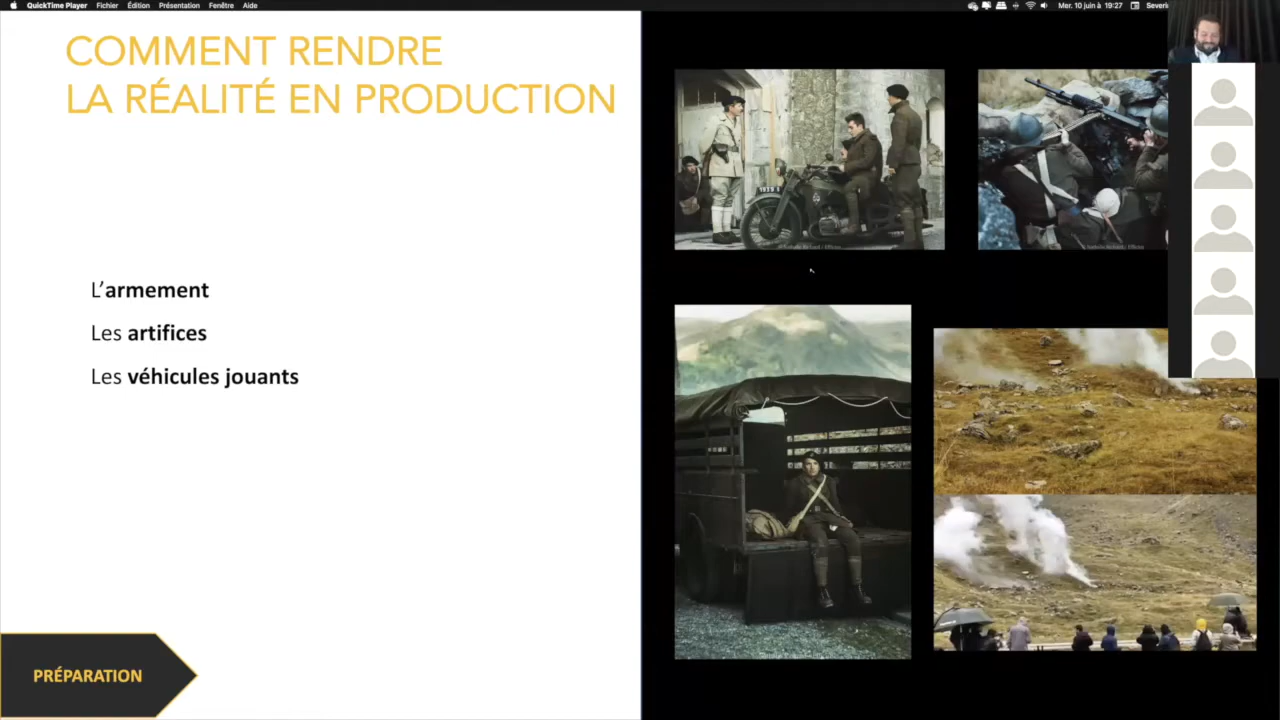 QuickTime Player Fichier Édition Présentation Fenêtre Aide
Mer. 10 juin à 19:27 Severin
COMMENT RENDRE
LA RÉALITÉ EN PRODUCTION
L'armement
Les artifices
Les véhicules jouants
PRÉPARATION